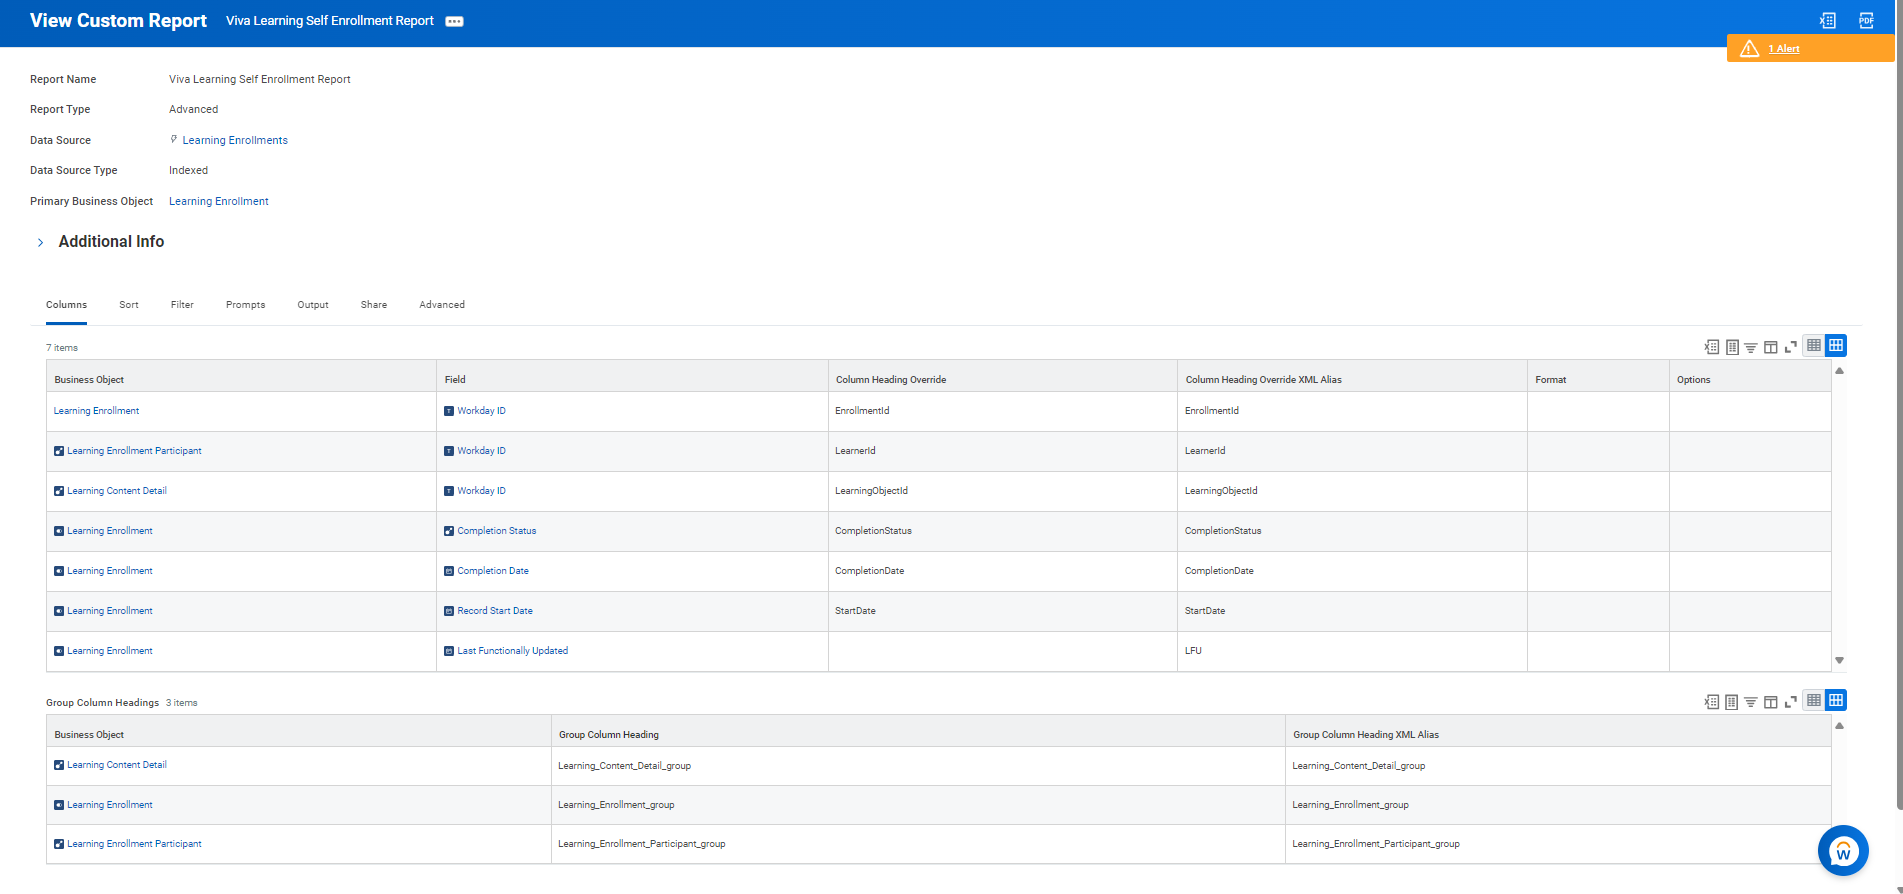 View Custom Report Viva Learning Self Enrollment Report
PDF
1 Alert
Report Name Viva Learning Self Enrollment Report
Report Type Advanced
Data Source Learning Enrollments
Data Source Type Indexed
Primary Business Object Learning Enrollment
Additional Info
Columns Sort Filter Prompts Output Share Advanced
7 items
Business Object Field Column Heading Override Column Heading Override XML Alias Format Options
Learning Enrollment Workday ID EnrollmentId EnrollmentId
Learning Enrollment Participant Workday ID LearnerId LearnerId
Learning Content Detail Workday ID LearningObjectId LearningObjectId
Learning Enrollment Completion Status CompletionStatus CompletionStatus
Learning Enrollment Completion Date CompletionDate CompletionDate
Learning Enrollment Record Start Date StartDate StartDate
Learning Enrollment Last Functionally Updated LFU
Group Column Headings 3 items
Business Object Group Column Heading Group Column Heading XML Alias
Learning Content Detail Learning_Content_Detail_group Learning_Content_Detail_group
Learning Enrollment Learning_Enrollment_group Learning_Enrollment_group
Learning Enrollment Participant Learning_Enrollment_Participant_group Learning_Enrollment_Participant_group
W